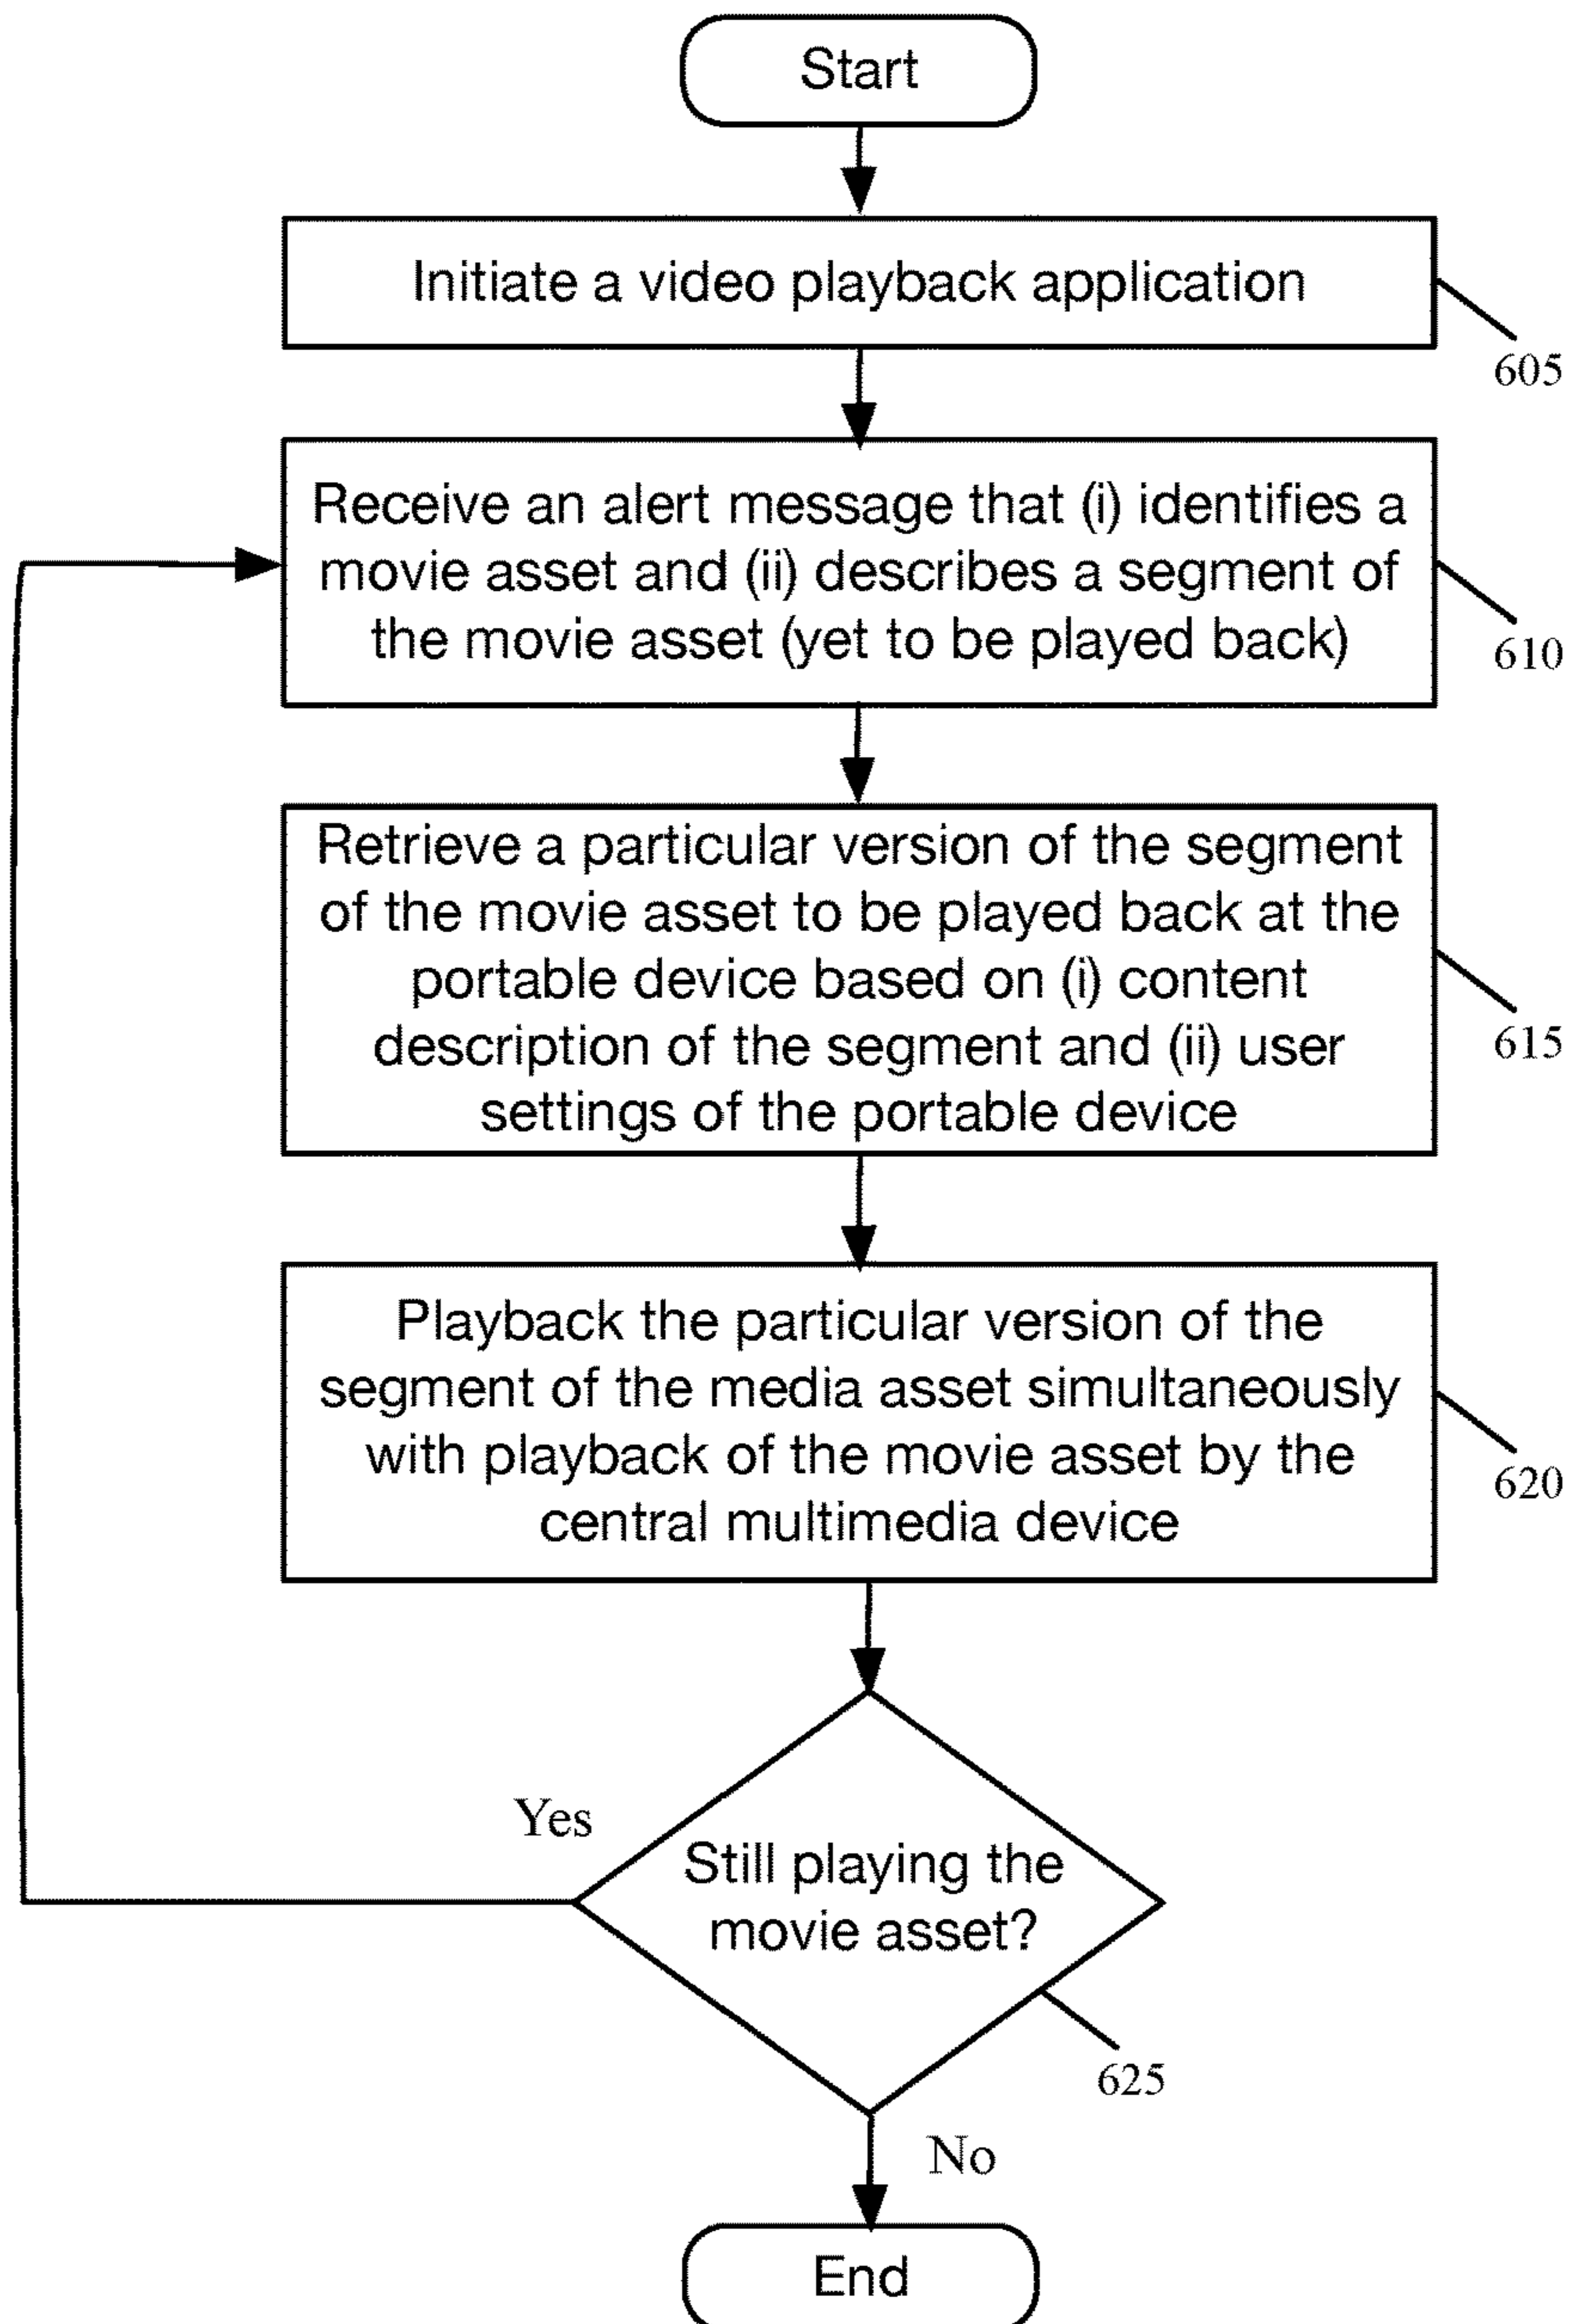 Start
Initiate a video playback application
605
Receive an alert message that (i) identifies a
movie asset and (ii) describes a segment of
the movie asset (yet to be played back)
610
Retrieve a particular version of the segment
of the movie asset to be played back at the
portable device based on (i) content
description of the segment and (ii) user
settings of the portable device
615
Playback the particular version of the
segment of the media asset simultaneously
with playback of the movie asset by the
central multimedia device
620
Yes
Still playing the
movie asset?
625
No
End